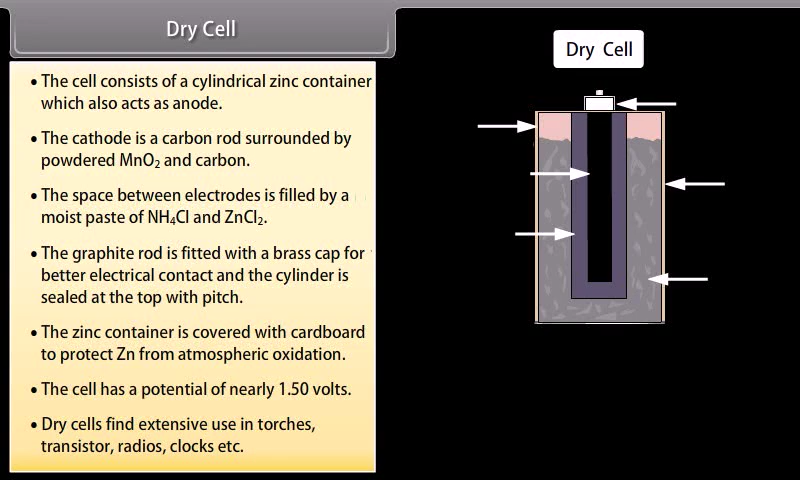 Dry Cell
• The cell consists of a cylindrical zinc container
which also acts as anode.
• The cathode is a carbon rod surrounded by
powdered MnO₂ and carbon.
• The space between electrodes is filled by a
moist paste of NH₄Cl and ZnCl₂.
• The graphite rod is fitted with a brass cap for
better electrical contact and the cylinder is
sealed at the top with pitch.
• The zinc container is covered with cardboard
to protect Zn from atmospheric oxidation.
• The cell has a potential of nearly 1.50 volts.
• Dry cells find extensive use in torches,
transistor, radios, clocks etc.
Dry Cell